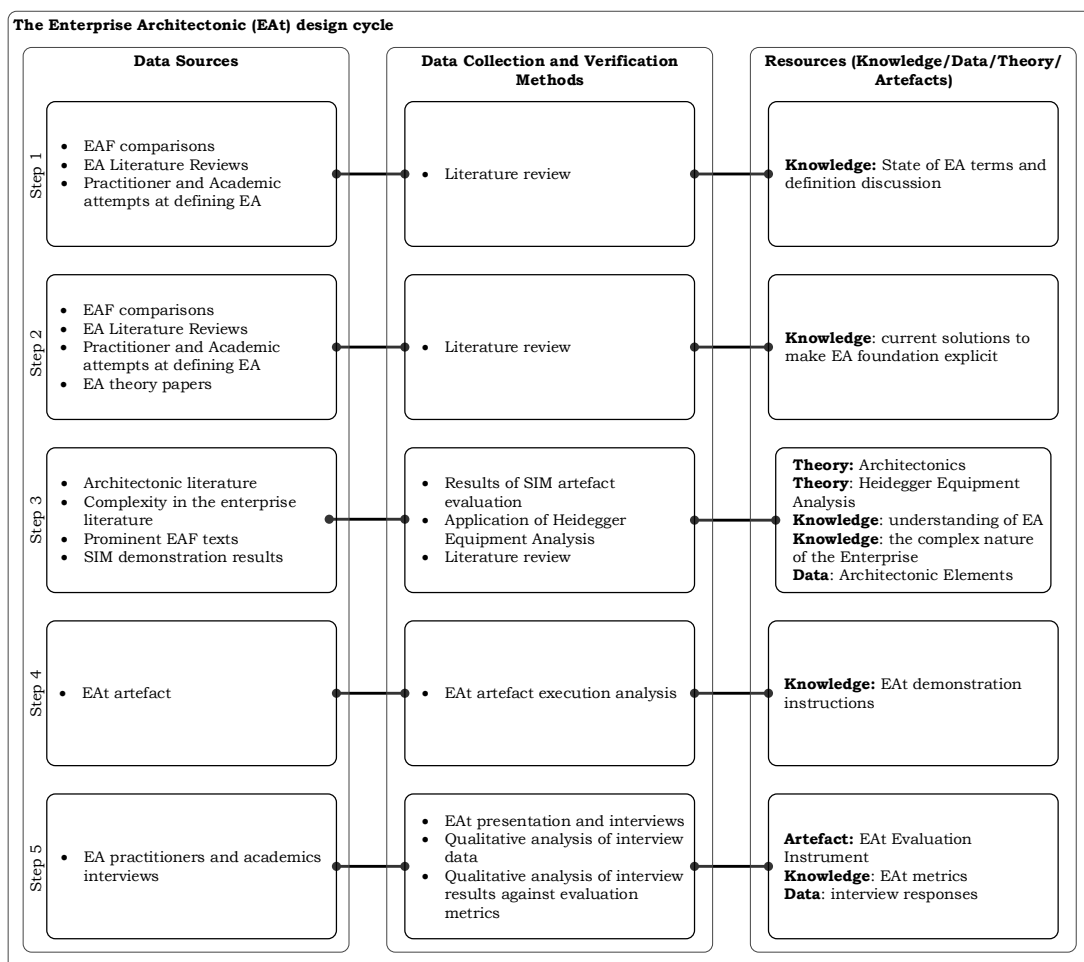 The Enterprise Architectonic (EAt) design cycle
Data Sources
Data Collection and Verification
Methods
Resources (Knowledge/Data/Theory/
Artefacts)
Step 1
• EAF comparisons
• EA Literature Reviews
• Practitioner and Academic
attempts at defining EA
• Literature review
Knowledge: State of EA terms and
definition discussion
Step 2
• EAF comparisons
• EA Literature Reviews
• Practitioner and Academic
attempts at defining EA
• EA theory papers
• Literature review
Knowledge: current solutions to
make EA foundation explicit
Step 3
• Architectonic literature
• Complexity in the enterprise
literature
• Prominent EAF texts
• SIM demonstration results
• Results of SIM artefact
evaluation
• Application of Heidegger
Equipment Analysis
• Literature review
Theory: Architectonics
Theory: Heidegger Equipment
Analysis
Knowledge: understanding of EA
Knowledge: the complex nature
of the Enterprise
Data: Architectonic Elements
Step 4
• EAt artefact
• EAt artefact execution analysis
Knowledge: EAt demonstration
instructions
Step 5
• EA practitioners and academics
interviews
• EAt presentation and interviews
• Qualitative analysis of interview
data
• Qualitative analysis of interview
results against evaluation
metrics
Artefact: EAt Evaluation
Instrument
Knowledge: EAt metrics
Data: interview responses